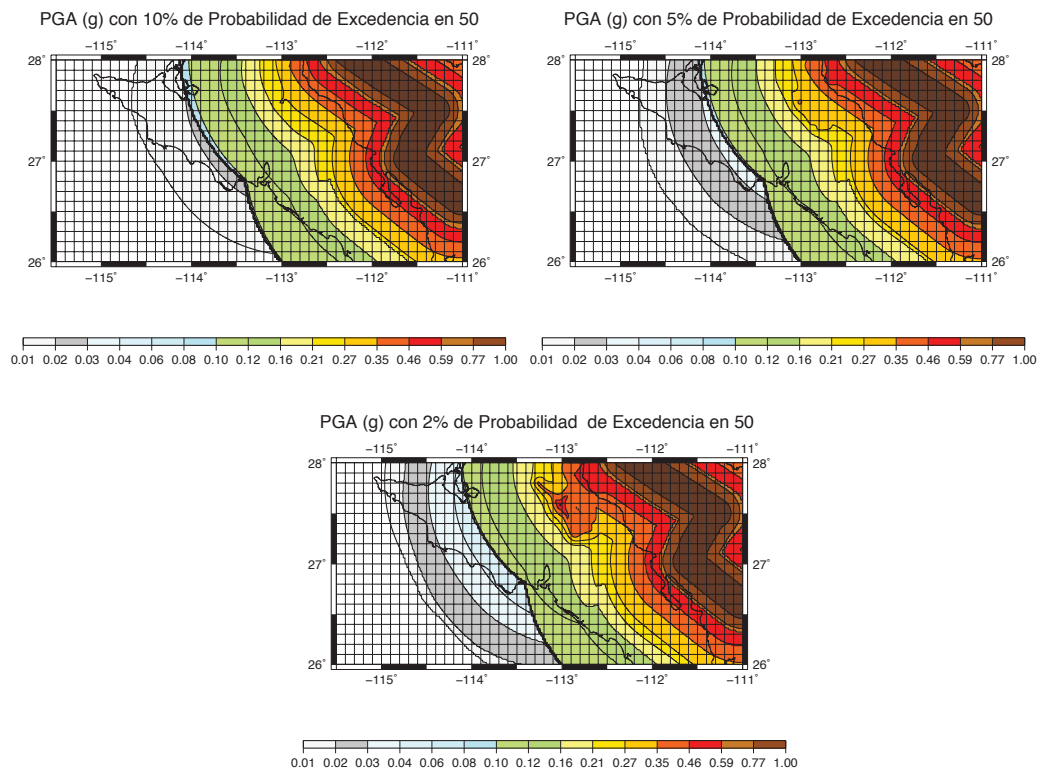 PGA (g) con 10% de Probabilidad de Excedencia en 50
−115˚ −114˚ −113˚ −112˚ −111˚
28˚
27˚
26˚
28˚
26˚
−115˚ −114˚ −113˚ −112˚ −111˚
0.01 0.02 0.03 0.04 0.06 0.08 0.10 0.12 0.16 0.21 0.27 0.35 0.46 0.59 0.77 1.00
PGA (g) con 5% de Probabilidad de Excedencia en 50
−115˚ −114˚ −113˚ −112˚ −111˚
28˚
27˚
26˚
28˚
26˚
−115˚ −114˚ −113˚ −112˚ −111˚
0.01 0.02 0.03 0.04 0.06 0.08 0.10 0.12 0.16 0.21 0.27 0.35 0.46 0.59 0.77 1.00
PGA (g) con 2% de Probabilidad de Excedencia en 50
−115˚ −114˚ −113˚ −112˚ −111˚
28˚
27˚
26˚
28˚
27˚
26˚
−115˚ −114˚ −113˚ −112˚ −111˚
0.01 0.02 0.03 0.04 0.06 0.08 0.10 0.12 0.16 0.21 0.27 0.35 0.46 0.59 0.77 1.00